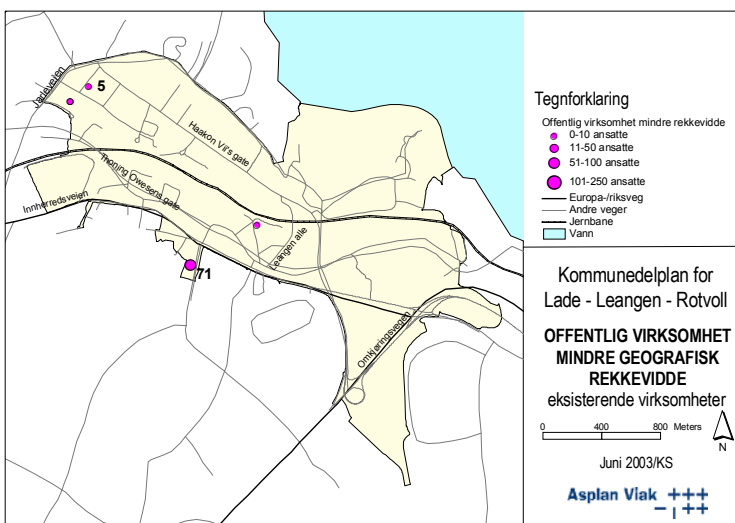 Jarleveien
5
Haakon VII's gate
Thoning Owesens gate
Innherredsveien
Leangen alle
71
Omkjøringsvegen
Tegnforklaring
Offentlig virksomhet mindre rekkevidde
0-10 ansatte
11-50 ansatte
51-100 ansatte
101-250 ansatte
Europa-/riksveg
Andre veger
Jernbane
Vann
Kommunedelplan for
Lade - Leangen - Rotvoll
OFFENTLIG VIRKSOMHET
MINDRE GEOGRAFISK
REKKEVIDDE
eksisterende virksomheter
0 400 800 Meters
N
Juni 2003/KS
Asplan Viak